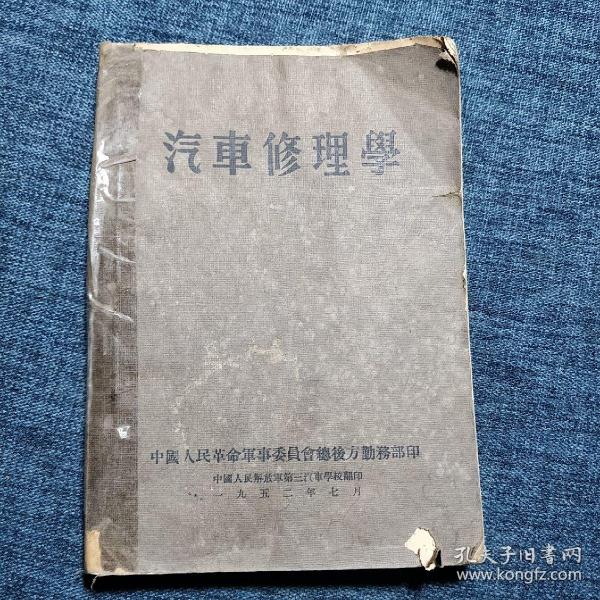 汽車修理學
中國人民革命軍事委員會總後方勤務部印
中國人民解放軍第三汽車學校翻印
一九五二年七月
孔夫子旧书网
www.kongfz.com